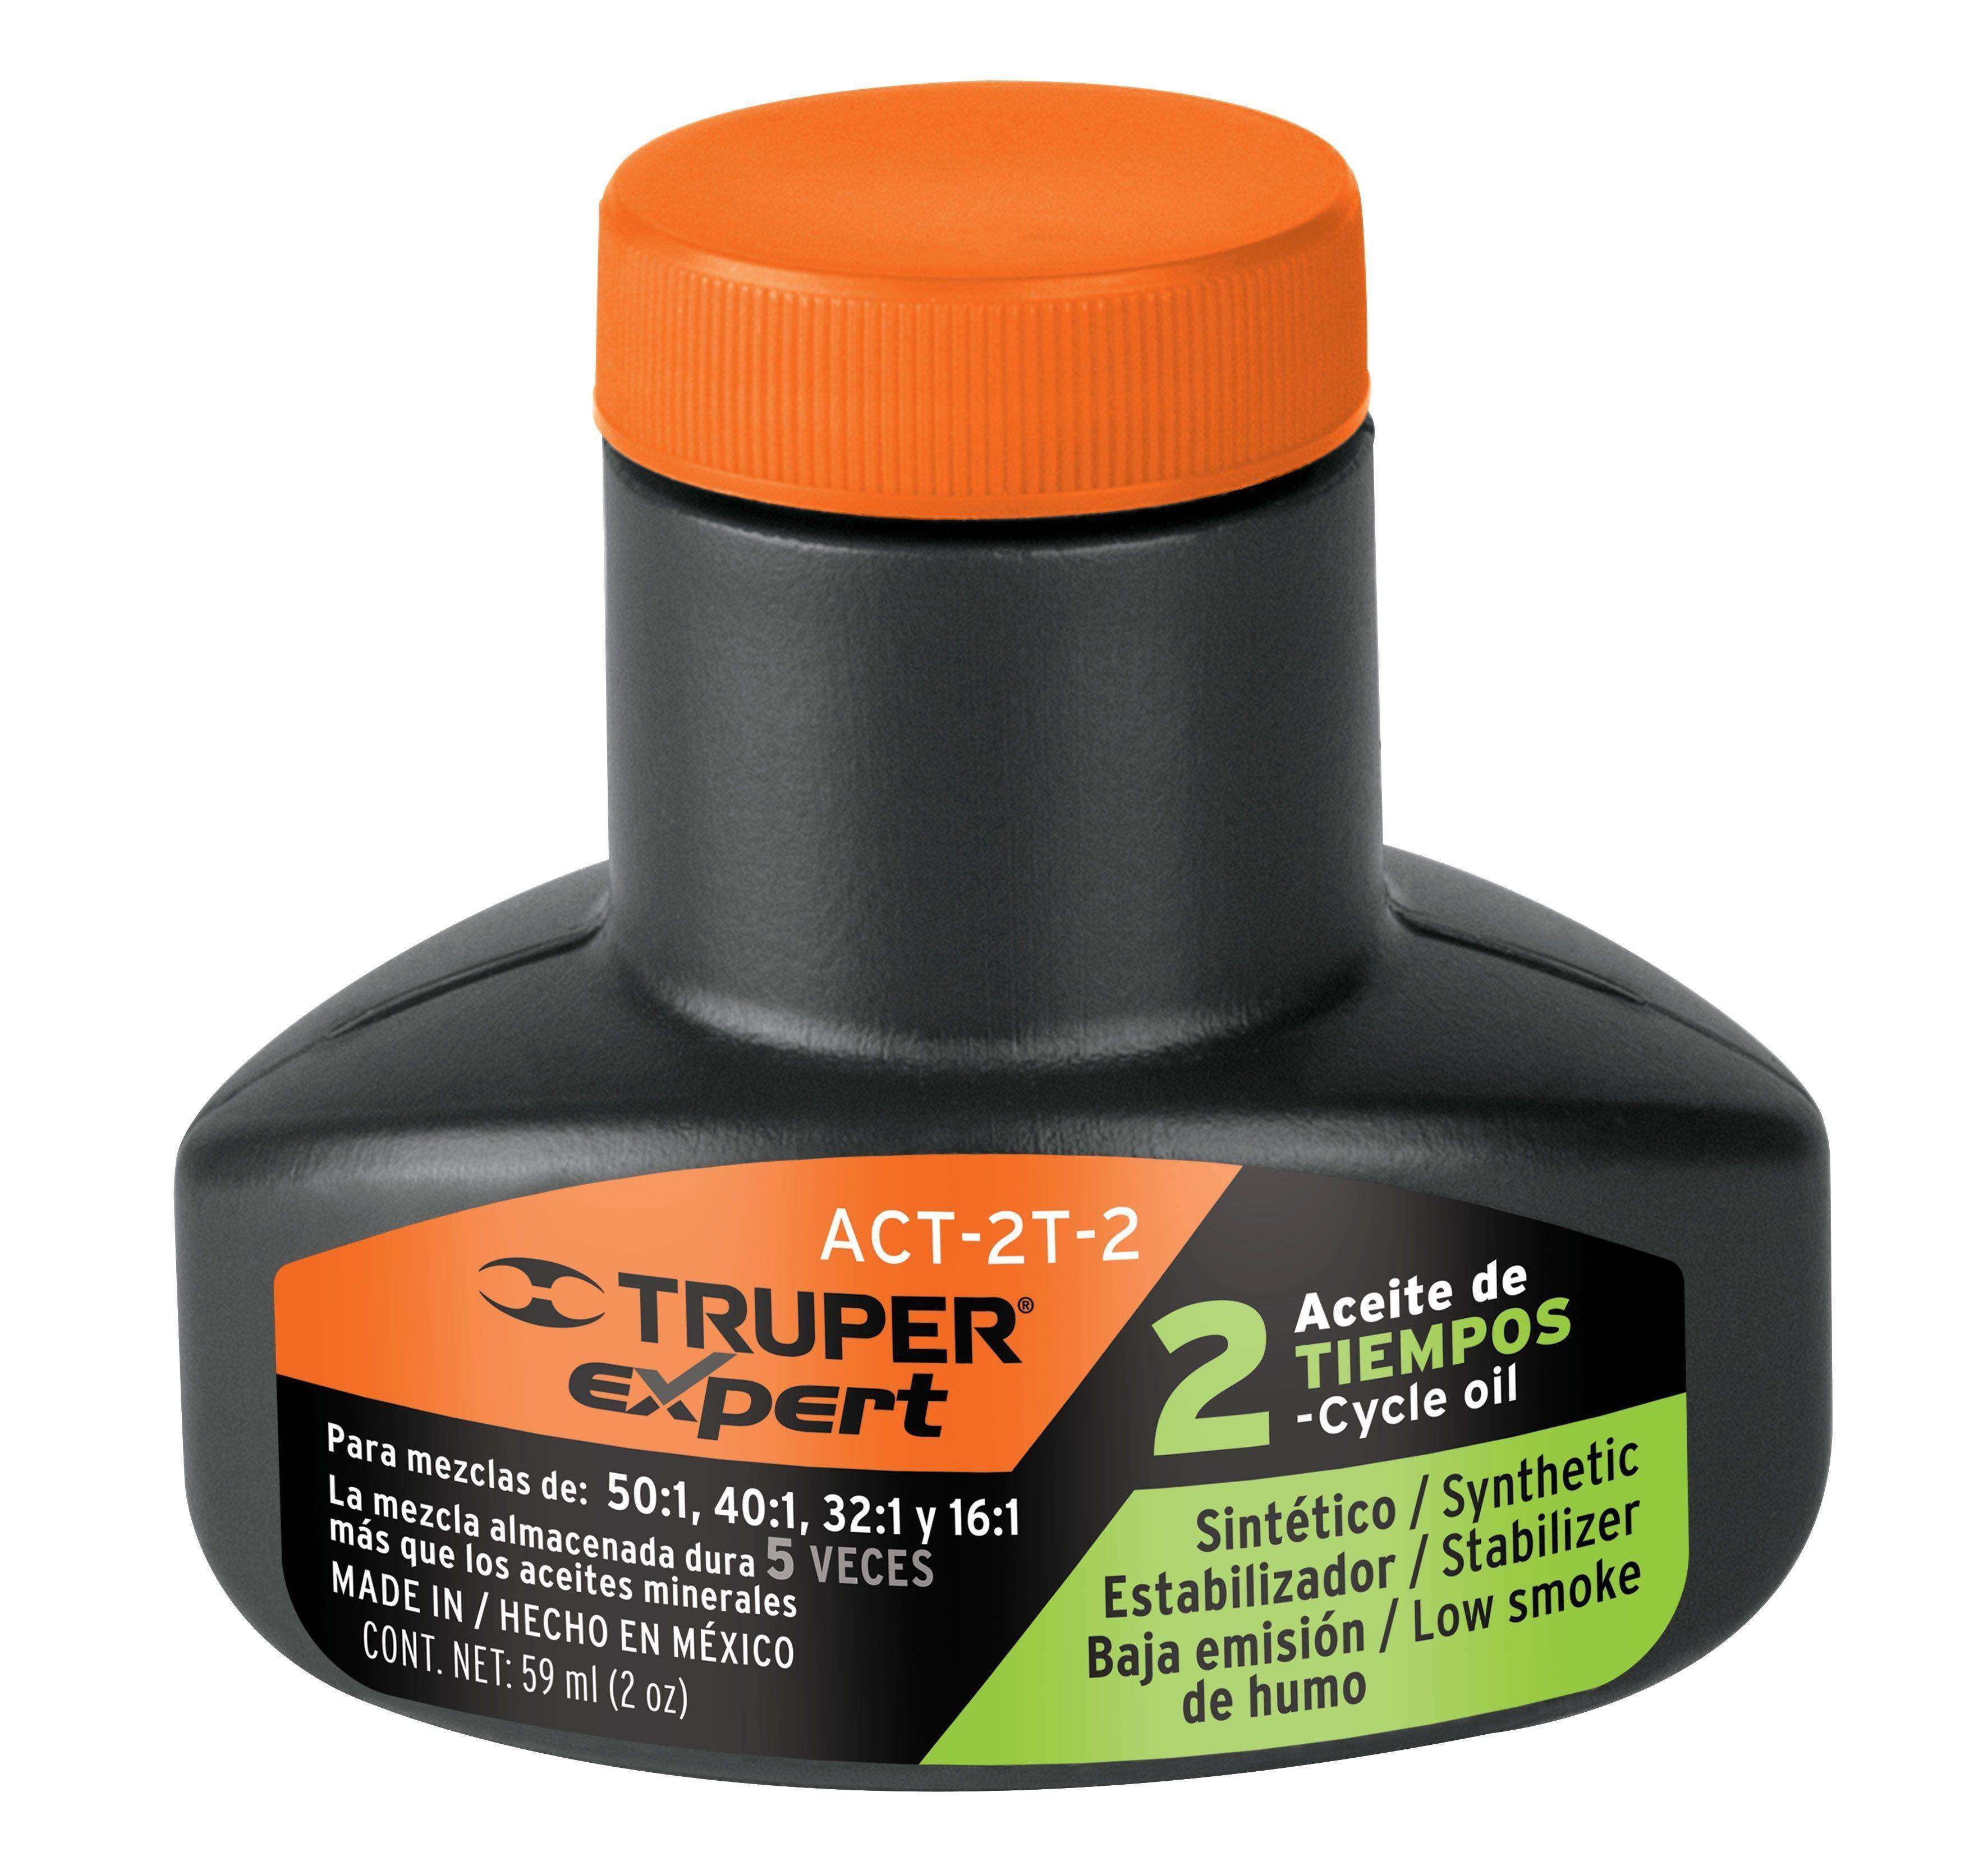 ACT-2T-2
TRUPER®
expert
2
Aceite de
TIEMPOS
-Cycle oil
Para mezclas de: 50:1, 40:1, 32:1 y 16:1
La mezcla almacenada dura 5 VECES
más que los aceites minerales
MADE IN / HECHO EN MÉXICO
CONT. NET: 59 ml (2 oz)
Sintético / Synthetic
Estabilizador / Stabilizer
Baja emisión / Low smoke
de humo